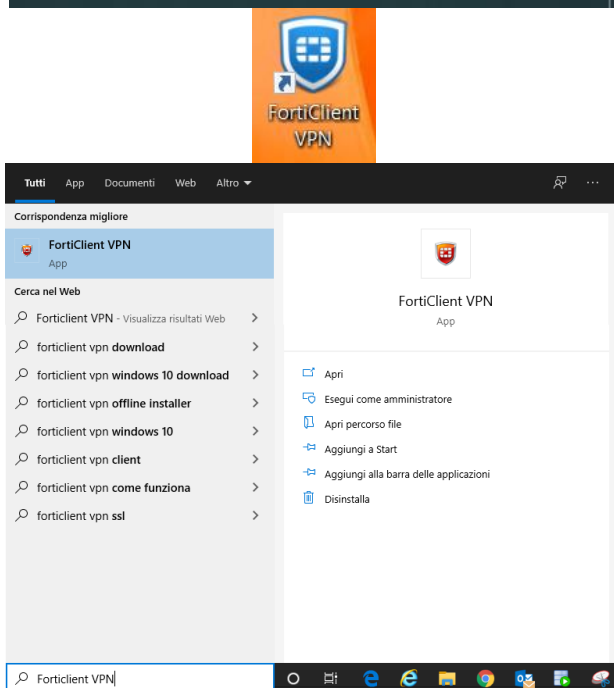 FortiClient
VPN
Tutti App Documenti Web Altro
Corrispondenza migliore
FortiClient VPN
App
Cerca nel Web
Forticlient VPN - Visualizza risultati Web
forticlient vpn download
forticlient vpn windows 10 download
forticlient vpn offline installer
forticlient vpn windows 10
forticlient vpn client
forticlient vpn come funziona
forticlient vpn ssl
FortiClient VPN
App
Apri
Esegui come amministratore
Apri percorso file
Aggiungi a Start
Aggiungi alla barra delle applicazioni
Disinstalla
Forticlient VPN